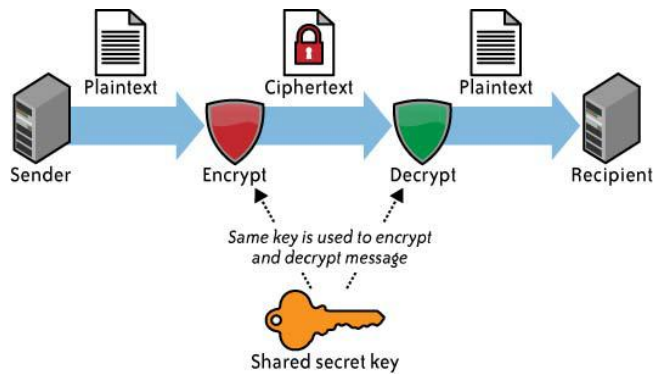 Plaintext
Ciphertext
Plaintext
Sender
Encrypt
Decrypt
Recipient
Same key is used to encrypt
and decrypt message
Shared secret key